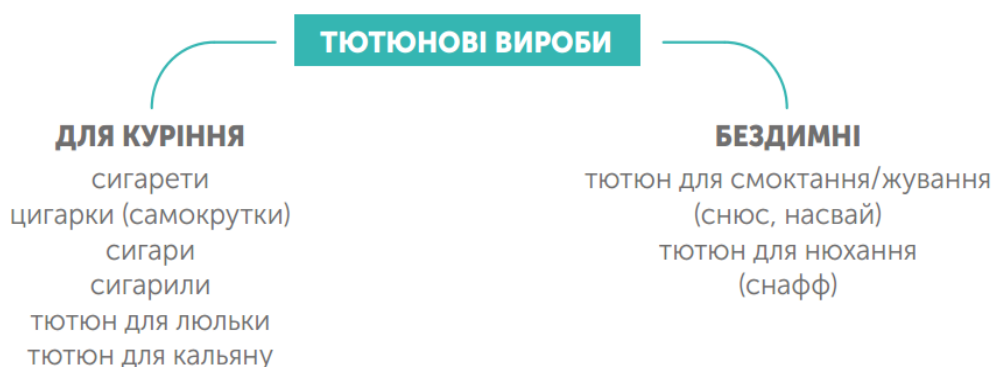 ТЮТЮНОВІ ВИРОБИ
ДЛЯ КУРІННЯ
сигарети
цигарки (самокрутки)
сигари
сигарили
тютюн для люльки
тютюн для кальяну
БЕЗДИМНІ
тютюн для смоктання/жування
(снюс, насвай)
тютюн для нюхання
(снафф)